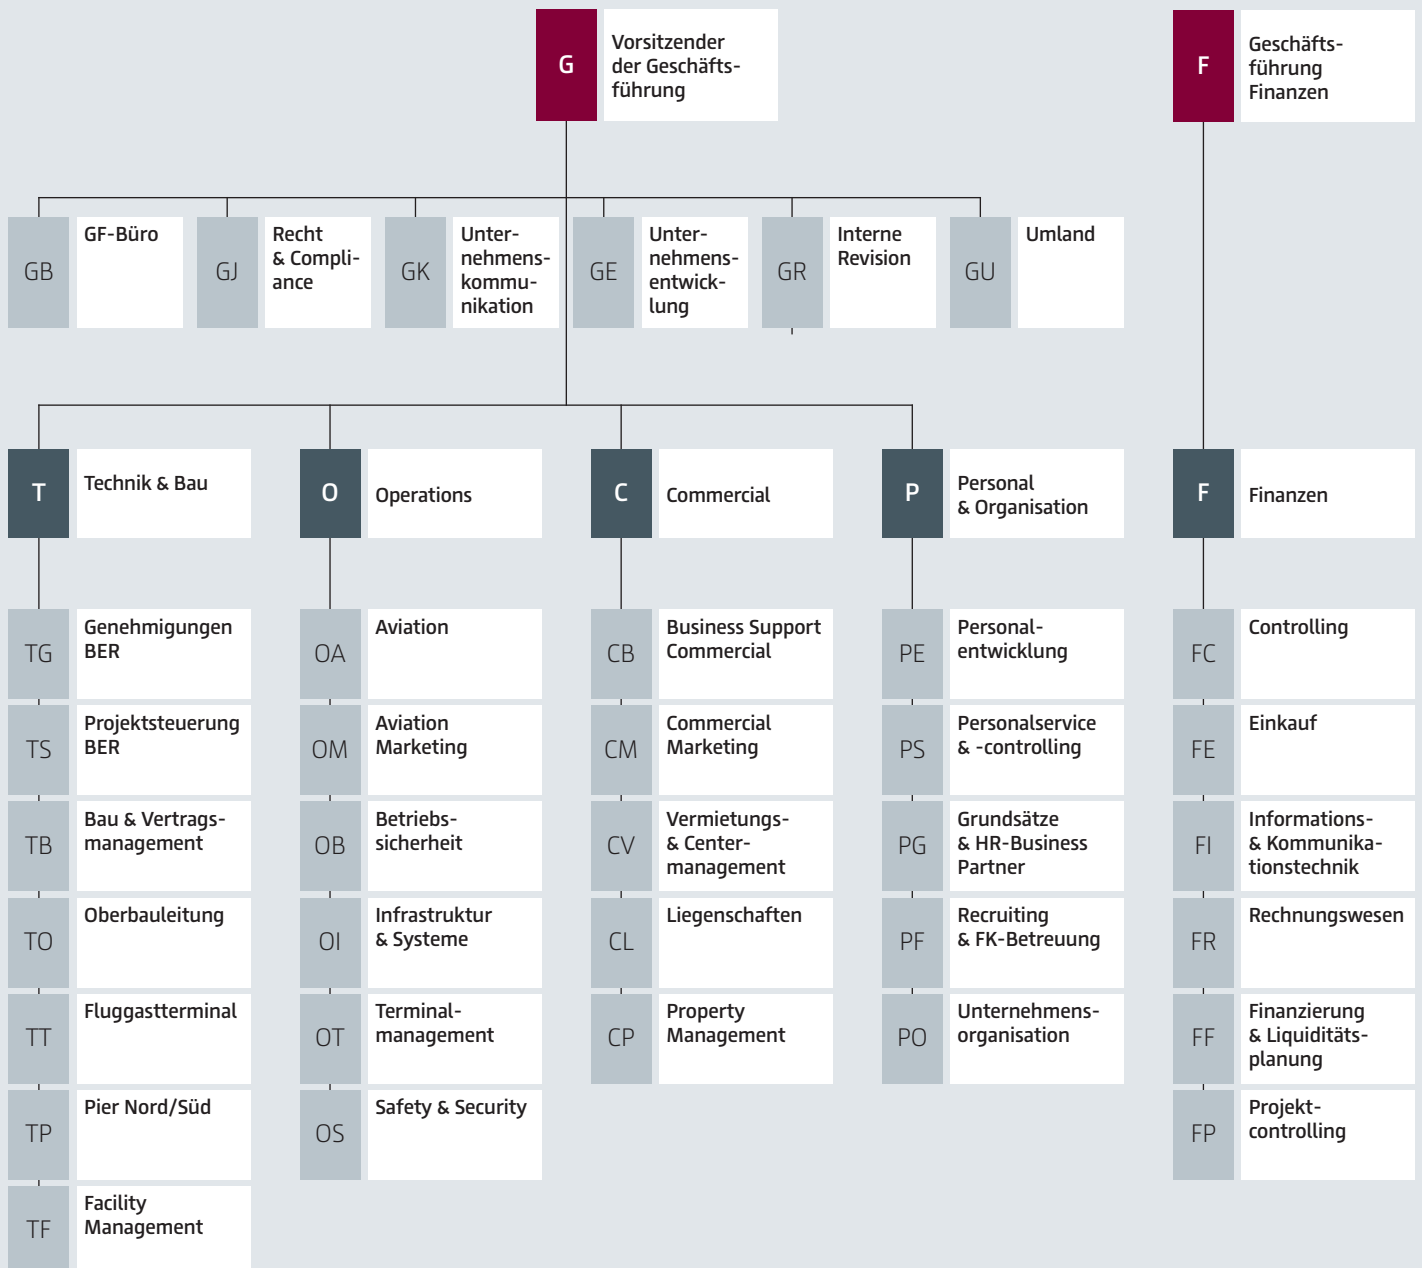 G
Vorsitzender
der Geschäfts-
führung
F
Geschäfts-
führung
Finanzen
GB
GF-Büro
GJ
Recht
& Compli-
ance
GK
Unter-
nehmens-
kommu-
nikation
GE
Unter-
nehmens-
entwick-
lung
GR
Interne
Revision
GU
Umland
T
Technik & Bau
O
Operations
C
Commercial
P
Personal
& Organisation
F
Finanzen
TG
Genehmigungen
BER
TS
Projektsteuerung
BER
TB
Bau & Vertrags-
management
TO
Oberbauleitung
TT
Fluggastterminal
TP
Pier Nord/Süd
TF
Facility
Management
OA
Aviation
OM
Aviation
Marketing
OB
Betriebs-
sicherheit
OI
Infrastruktur
& Systeme
OT
Terminal-
management
OS
Safety & Security
CB
Business Support
Commercial
CM
Commercial
Marketing
CV
Vermietungs-
& Center-
management
CL
Liegenschaften
CP
Property
Management
PE
Personal-
entwicklung
PS
Personalservice
& -controlling
PG
Grundsätze
& HR-Business
Partner
PF
Recruiting
& FK-Betreuung
PO
Unternehmens-
organisation
FC
Controlling
FE
Einkauf
FI
Informations-
& Kommunika-
tionstechnik
FR
Rechnungswesen
FF
Finanzierung
& Liquiditäts-
planung
FP
Projekt-
controlling